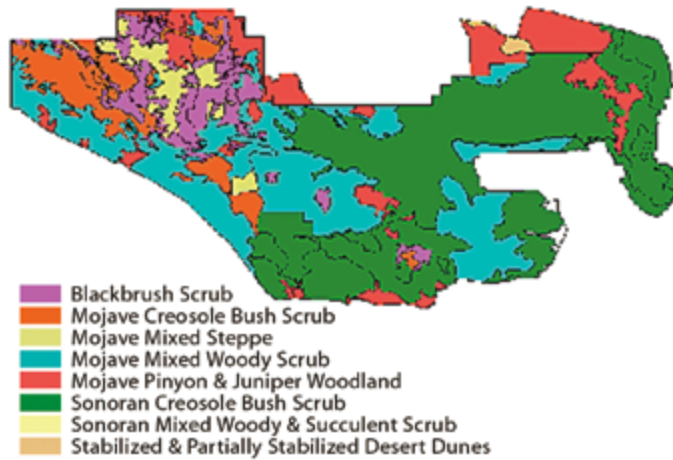 Blackbrush Scrub
Mojave Creosole Bush Scrub
Mojave Mixed Steppe
Mojave Mixed Woody Scrub
Mojave Pinyon & Juniper Woodland
Sonoran Creosole Bush Scrub
Sonoran Mixed Woody & Succulent Scrub
Stabilized & Partially Stabilized Desert Dunes